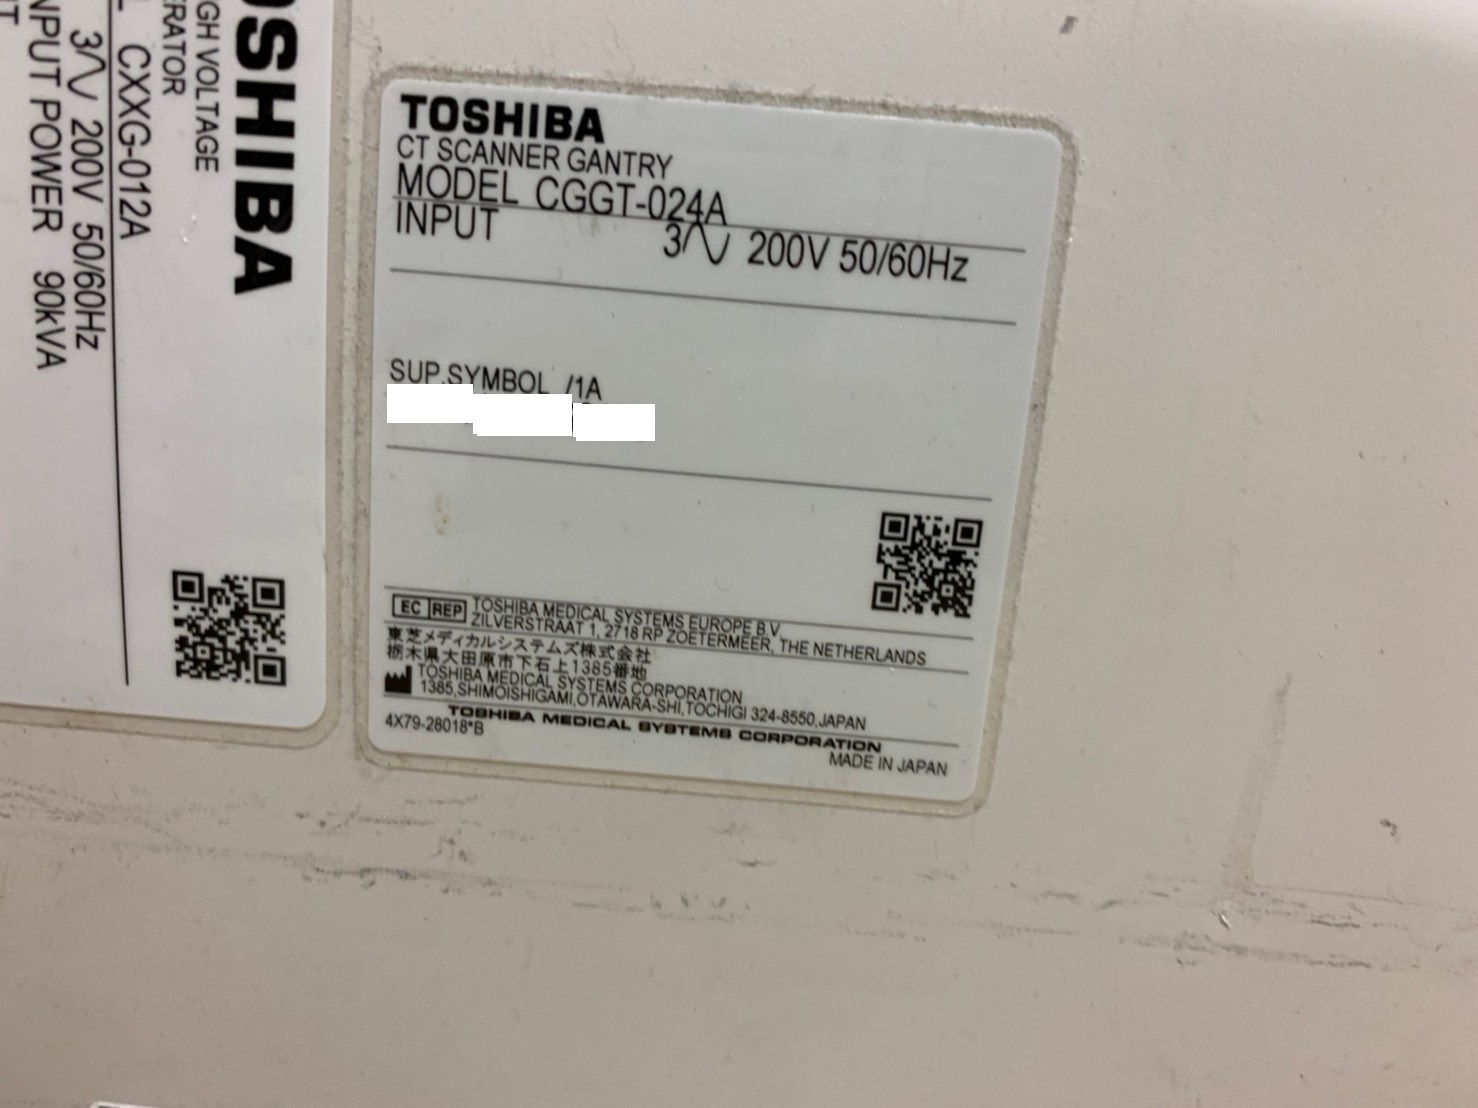 TOSHIBA
CT SCANNER GANTRY
MODEL CGGT-024A
INPUT 3∿ 200V 50/60Hz
SUP.SYMBOL /1A
EC REP TOSHIBA MEDICAL SYSTEMS EUROPE B.V.
ZILVERSTRAAT 1, 2718 RP ZOETERMEER, THE NETHERLANDS
東芝メディカルシステムズ株式会社
栃木県大田原市下石上1385番地
TOSHIBA MEDICAL SYSTEMS CORPORATION
1385,SHIMOISHIGAMI,OTAWARA-SHI,TOCHIGI 324-8550,JAPAN
TOSHIBA MEDICAL SYSTEMS CORPORATION
4X79-28018*B
MADE IN JAPAN
OSHIBA
GH VOLTAGE
ERATOR
L CXXG-012A
3∿ 200V 50/60Hz
NPUT POWER 90kVA